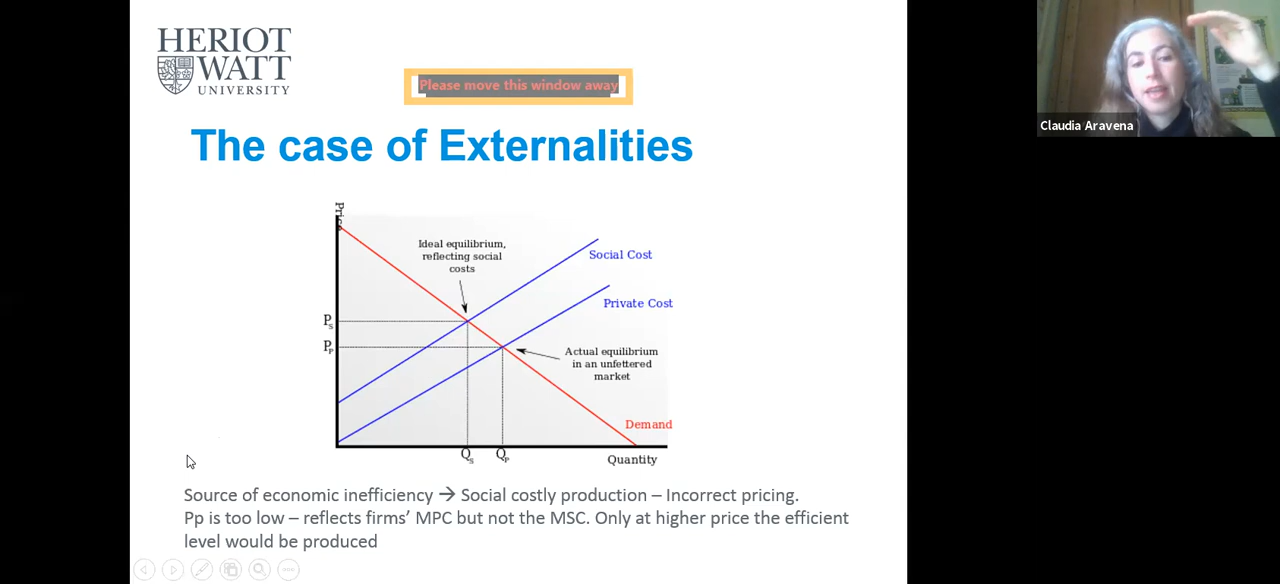 HERIOT
WATT
UNIVERSITY
Please move this window away
Claudia Aravena
The case of Externalities
Price
Ideal equilibrium,
reflecting social
costs
Social Cost
Private Cost
Ps
Pp
Actual equilibrium
in an unfettered
market
Demand
Qs
Qp
Quantity
Source of economic inefficiency → Social costly production – Incorrect pricing.
Pp is too low – reflects firms’ MPC but not the MSC. Only at higher price the efficient
level would be produced